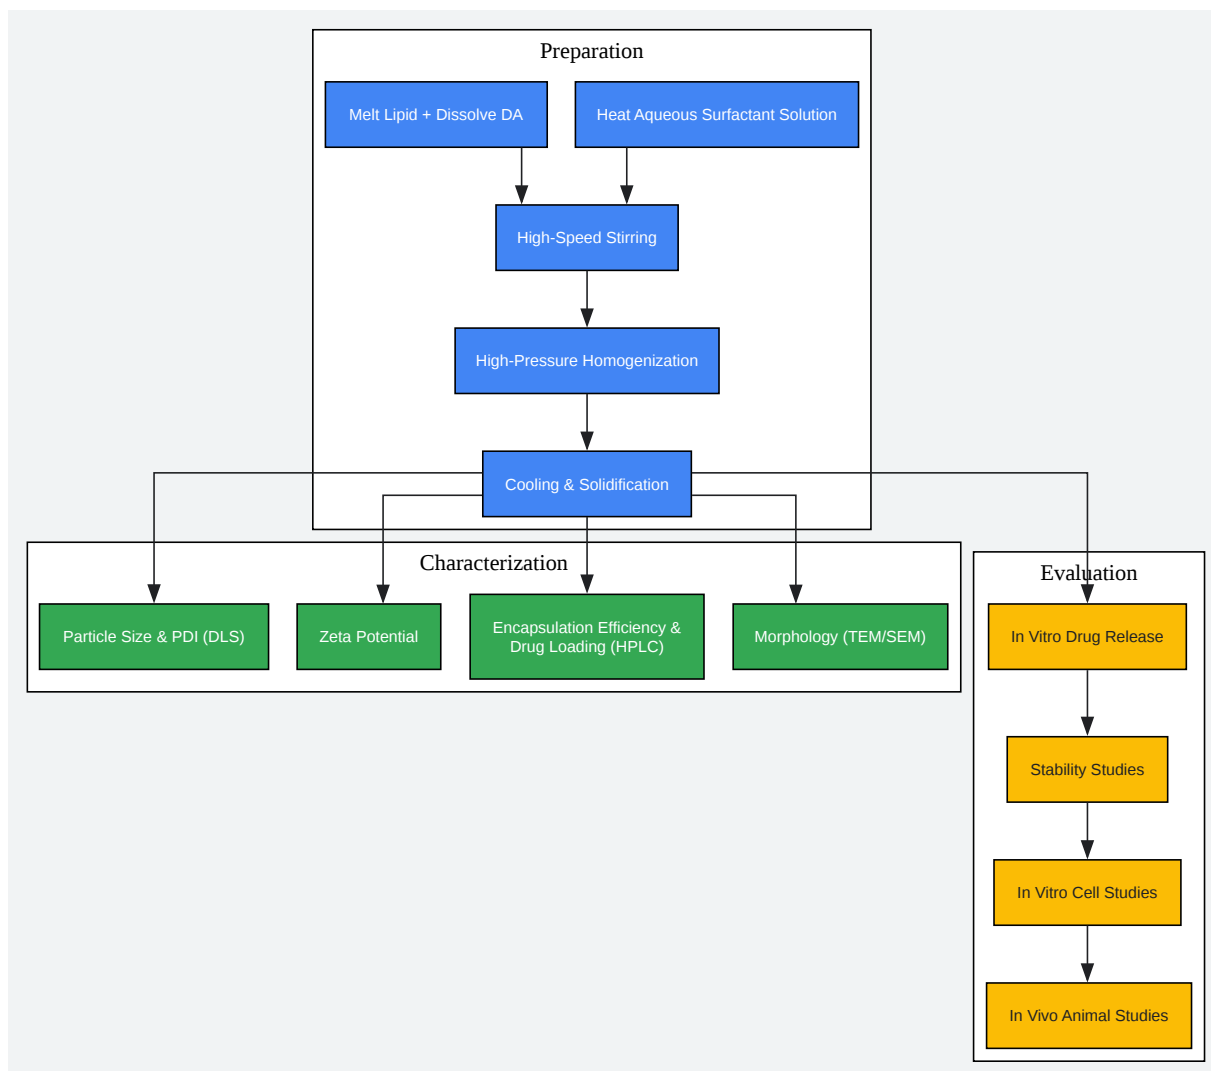 Preparation
Melt Lipid + Dissolve DA
Heat Aqueous Surfactant Solution
High-Speed Stirring
High-Pressure Homogenization
Cooling & Solidification
Characterization
Particle Size & PDI (DLS)
Zeta Potential
Encapsulation Efficiency &
Drug Loading (HPLC)
Morphology (TEM/SEM)
Evaluation
In Vitro Drug Release
Stability Studies
In Vitro Cell Studies
In Vivo Animal Studies